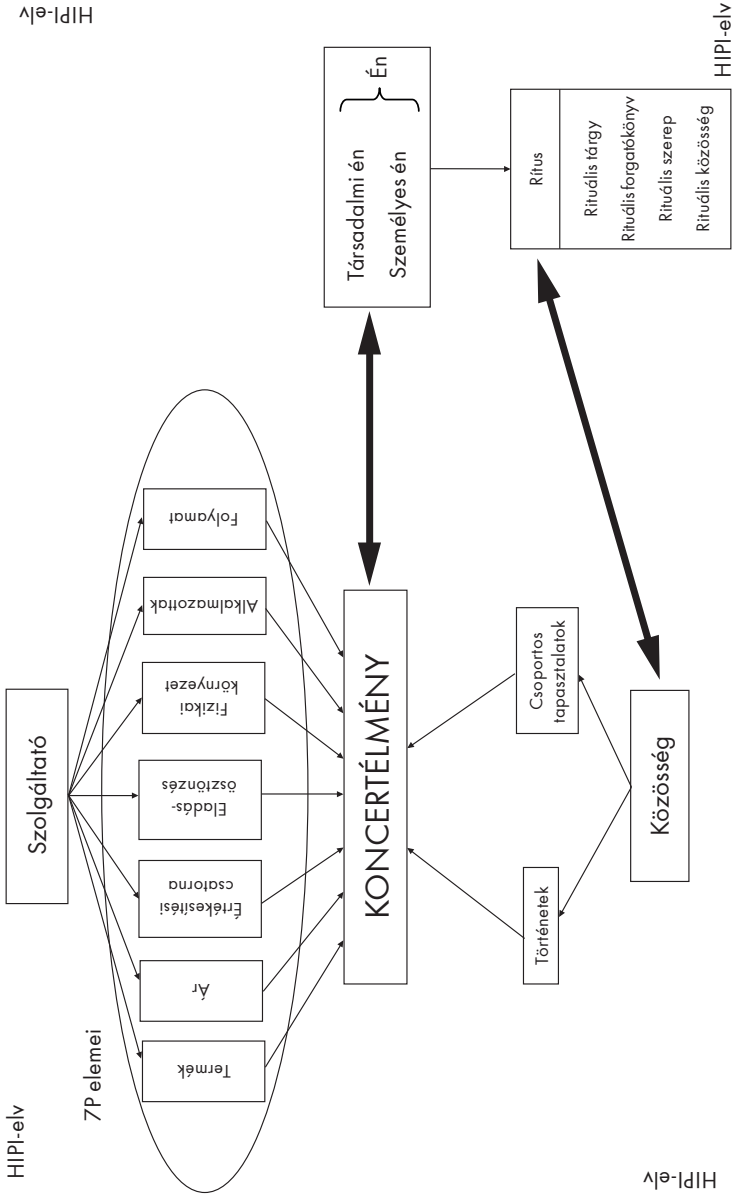 HIPI-elv
HIPI-elv
Szolgáltató
7P elemei
Termék
Ár
Értékesítési
csatorna
Eladás-
ösztönzés
Fizikai
környezet
Alkalmazottak
Folyamat
KONCERTÉLMÉNY
Társadalmi én
Személyes én
Én
Történetek
Csoportos
tapasztalatok
Közösség
Rítus
Rituális tárgy
Rituális forgatókönyv
Rituális szerep
Rituális közösség
HIPI-elv
HIPI-elv